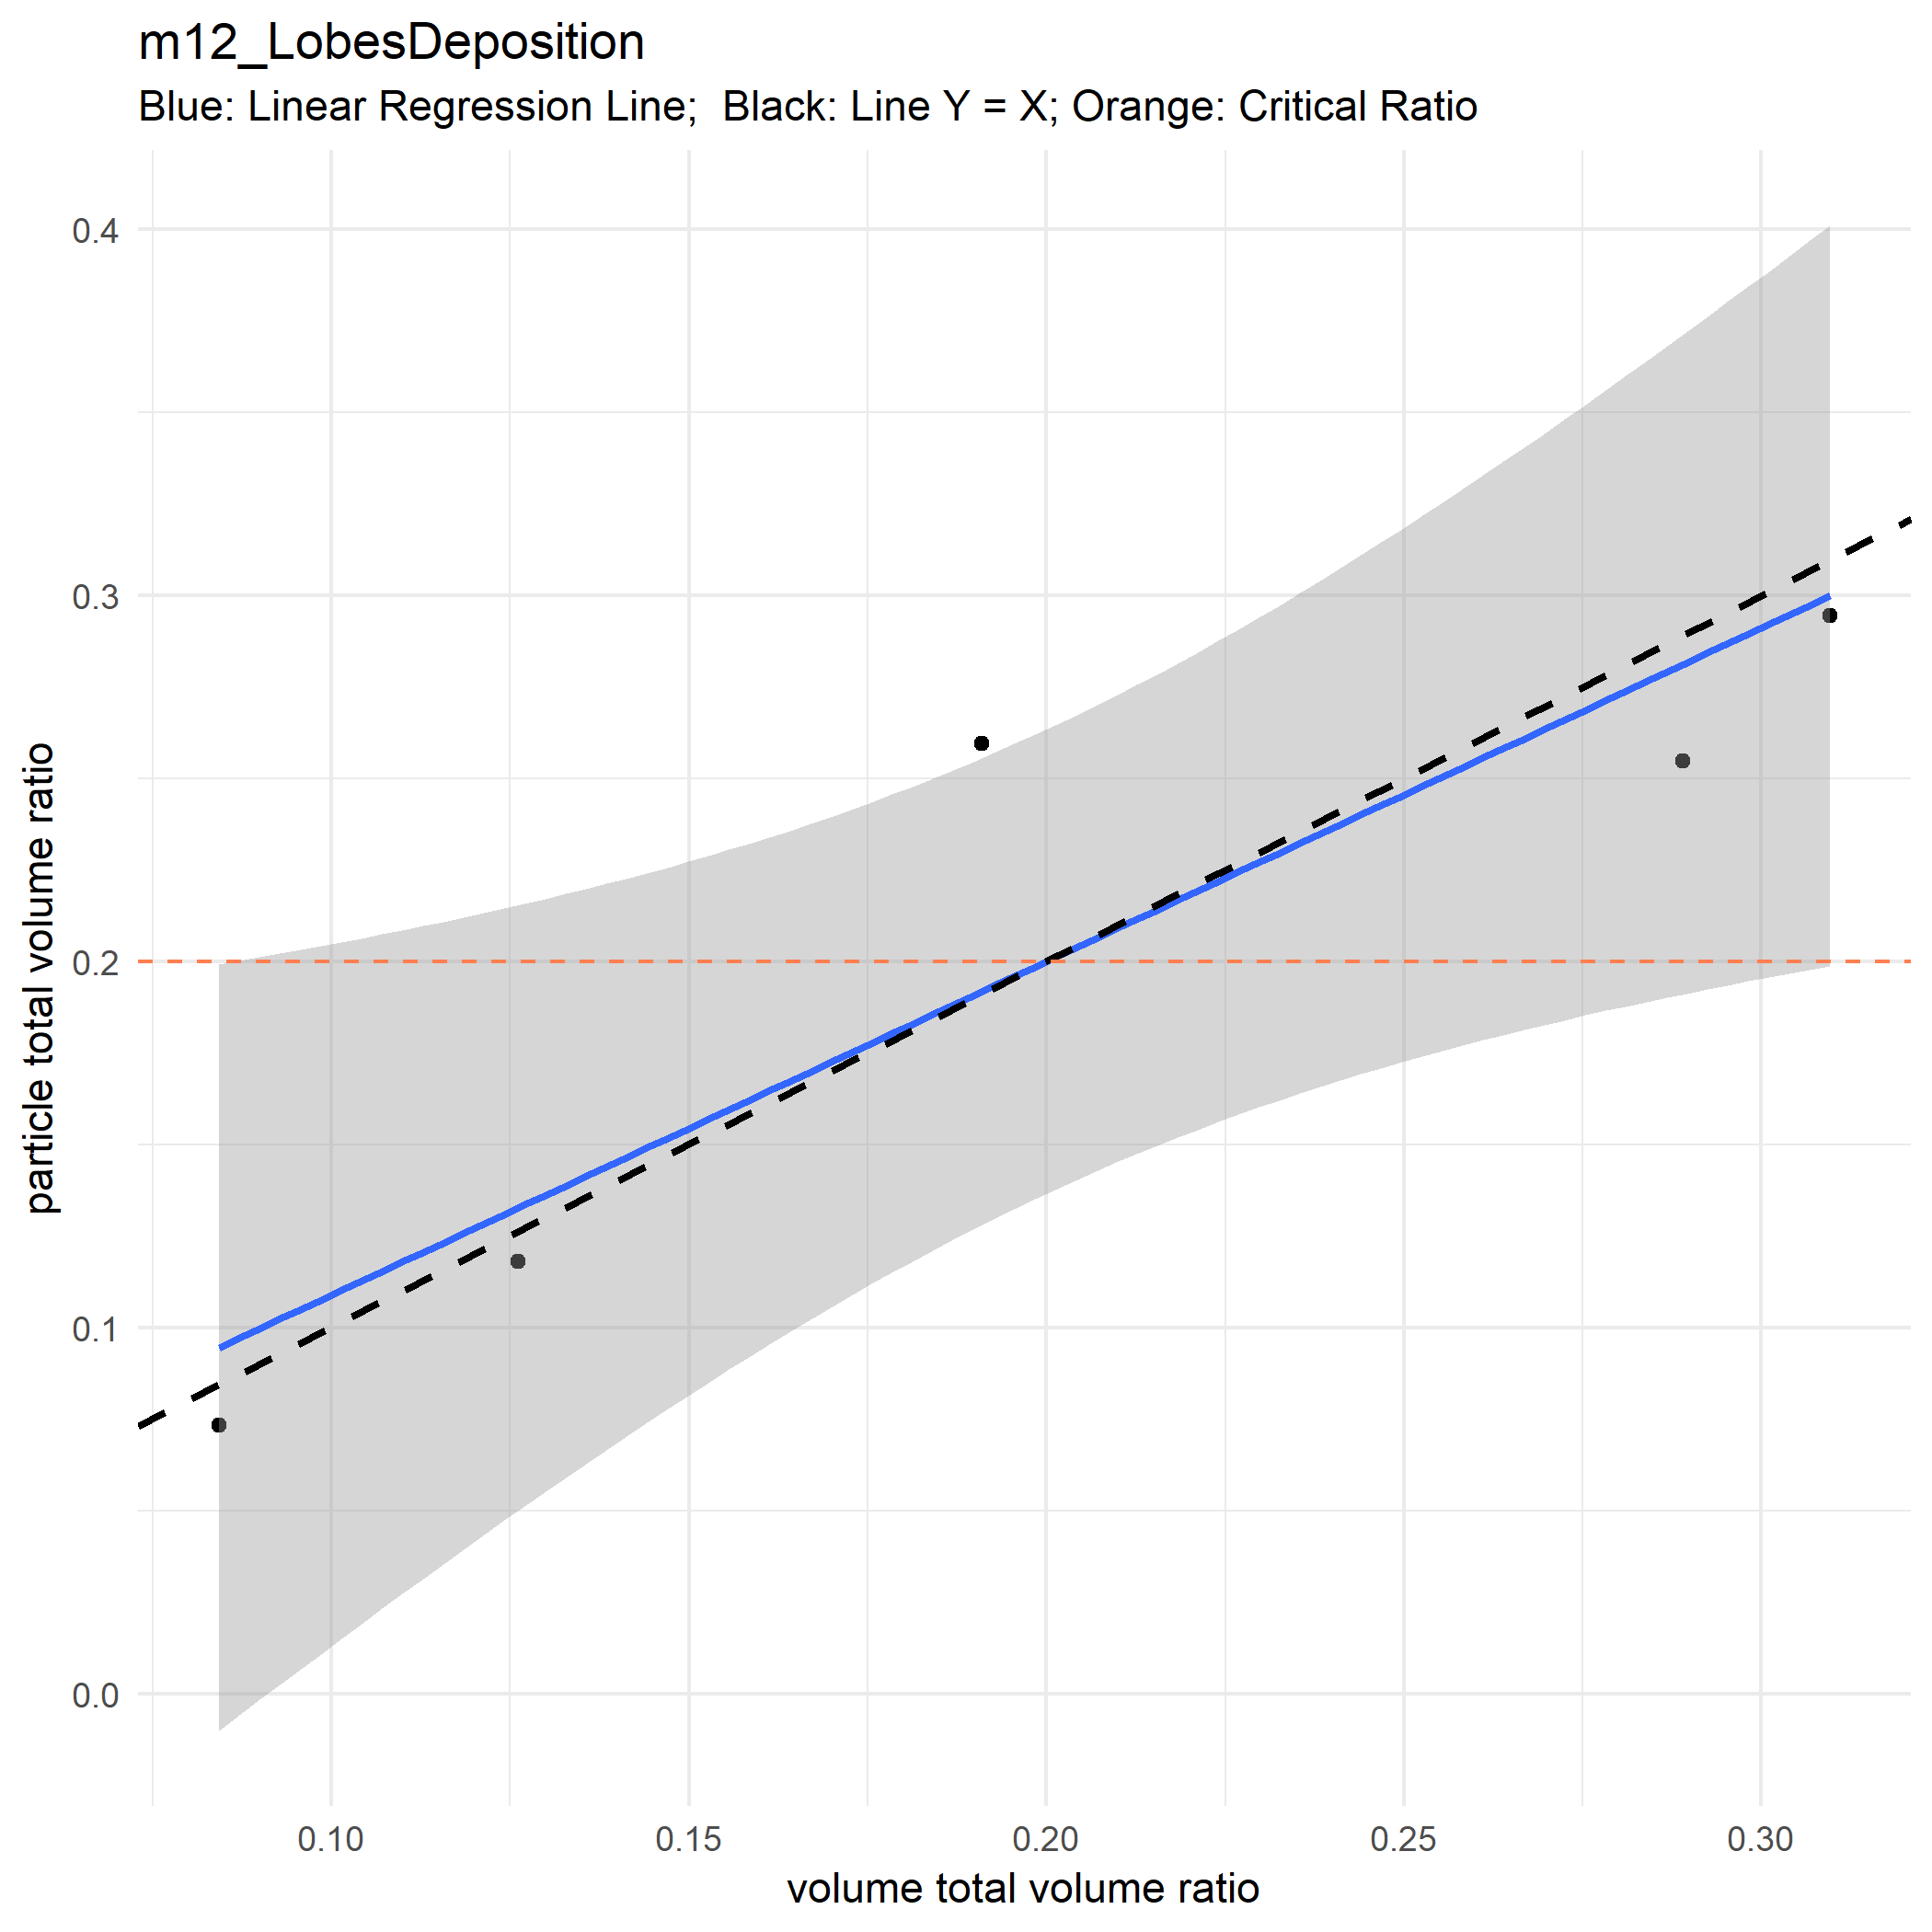 m12_LobesDeposition
Blue: Linear Regression Line;  Black: Line Y = X; Orange: Critical Ratio
0.4
0.3
0.2
0.1
0.0
particle total volume ratio
0.10 0.15 0.20 0.25 0.30
volume total volume ratio